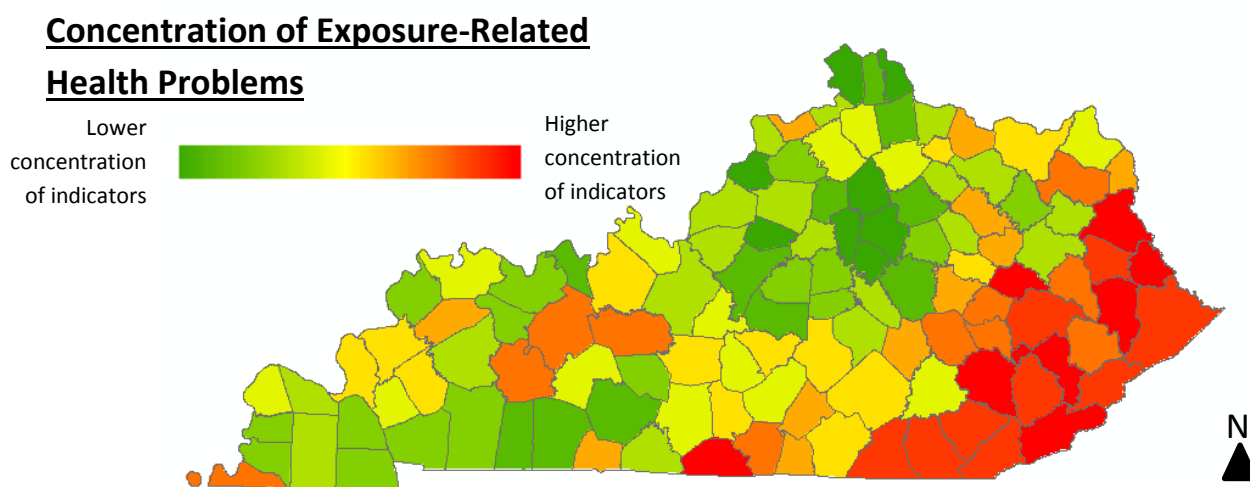 Concentration of Exposure-Related
Health Problems
Lower
concentration
of indicators
Higher
concentration
of indicators
N